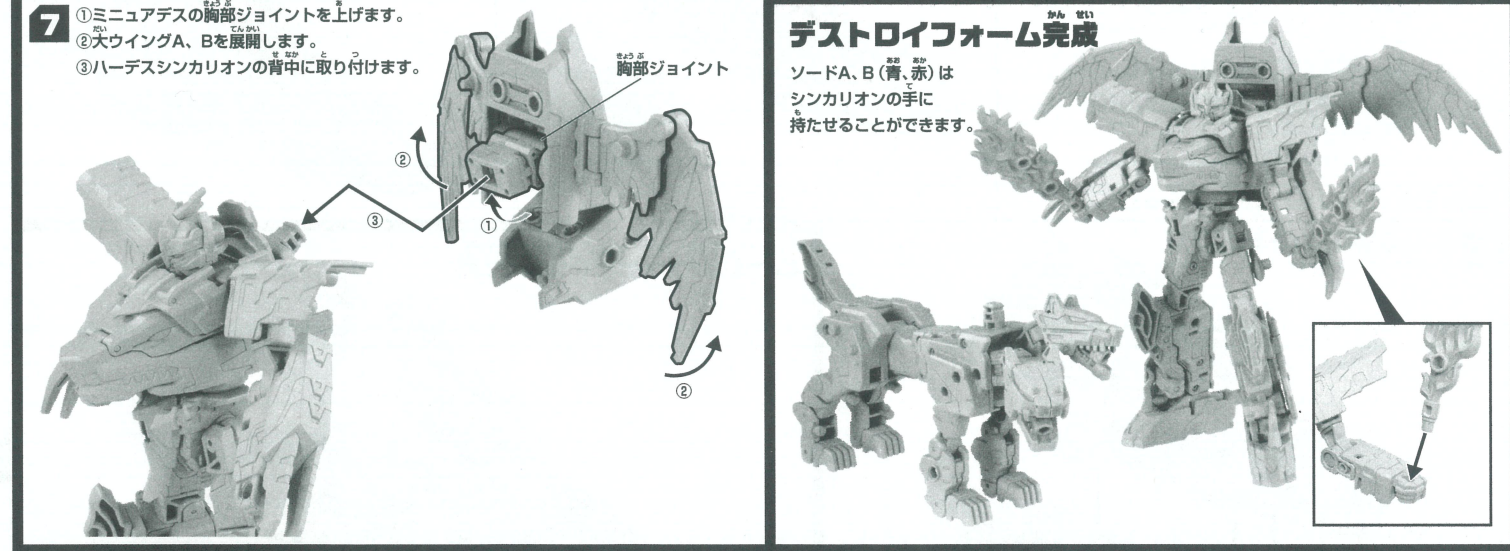 7
①ミニュアデスの胸部ジョイントを上げます。
②大ウイングA、Bを展開します。
③ハーデスシンカリオンの背中に取り付けます。
胸部ジョイント
②
③
①
②
デストロイフォーム完成
ソードA、B(青、赤)は
シンカリオンの手に
持たせることができます。